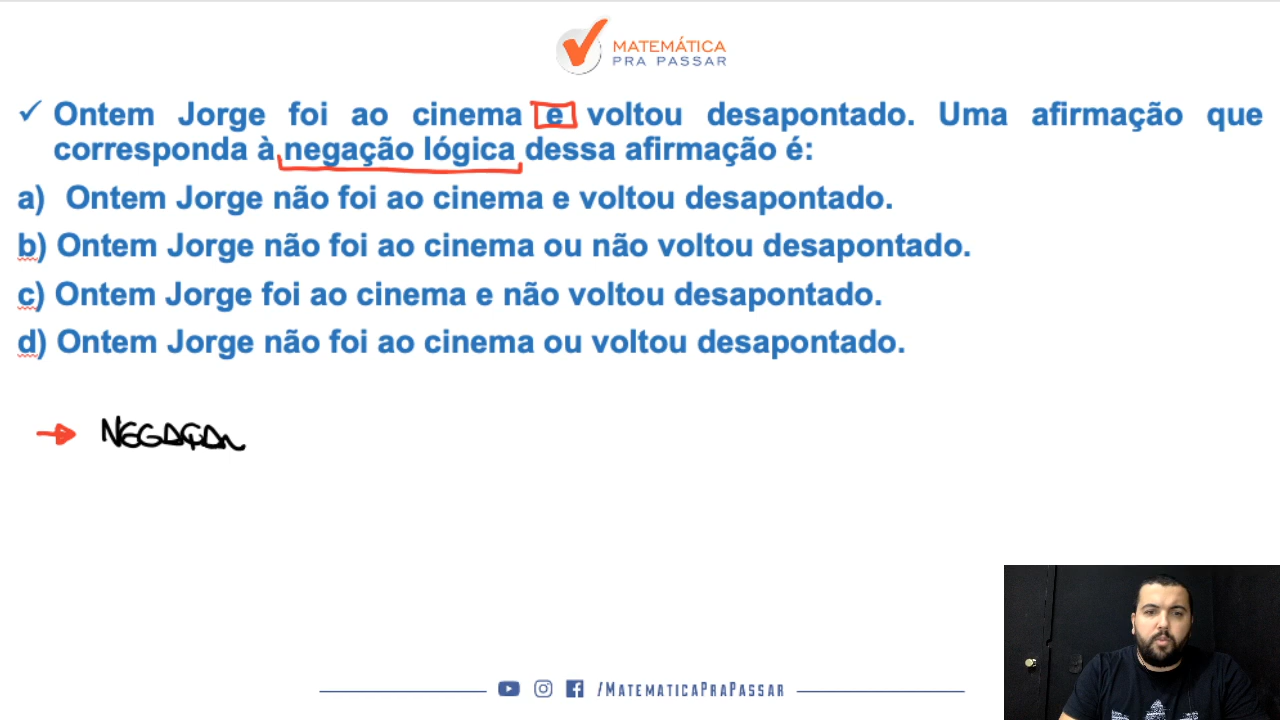 MATEMÁTICA
PRA PASSAR
✓ Ontem Jorge foi ao cinema e voltou desapontado. Uma afirmação que
corresponda à negação lógica dessa afirmação é:
a) Ontem Jorge não foi ao cinema e voltou desapontado.
b) Ontem Jorge não foi ao cinema ou não voltou desapontado.
c) Ontem Jorge foi ao cinema e não voltou desapontado.
d) Ontem Jorge não foi ao cinema ou voltou desapontado.
→ NEGAÇÃO
/MATEMATICAPRAPASSAR